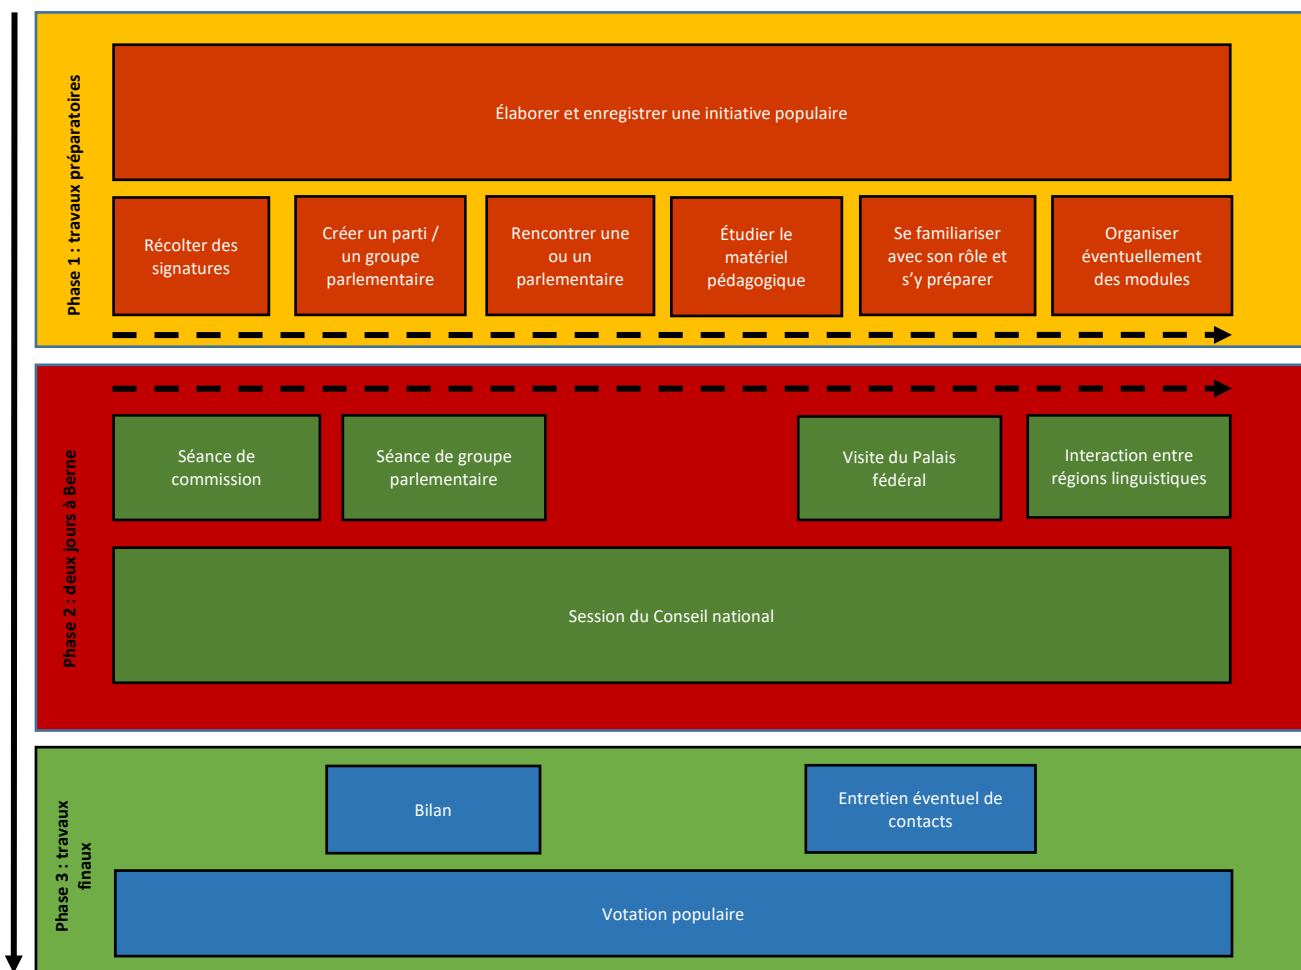 Phase 1 : travaux préparatoires
Élaborer et enregistrer une initiative populaire
Récolter des
signatures
Créer un parti /
un groupe
parlementaire
Rencontrer une
ou un
parlementaire
Étudier le
matériel
pédagogique
Se familiariser
avec son rôle et
s’y préparer
Organiser
éventuellement
des modules
Phase 2 : deux jours à Berne
Séance de
commission
Séance de groupe
parlementaire
Visite du Palais
fédéral
Interaction entre
régions linguistiques
Session du Conseil national
Phase 3 : travaux
finaux
Bilan
Entretien éventuel de
contacts
Votation populaire